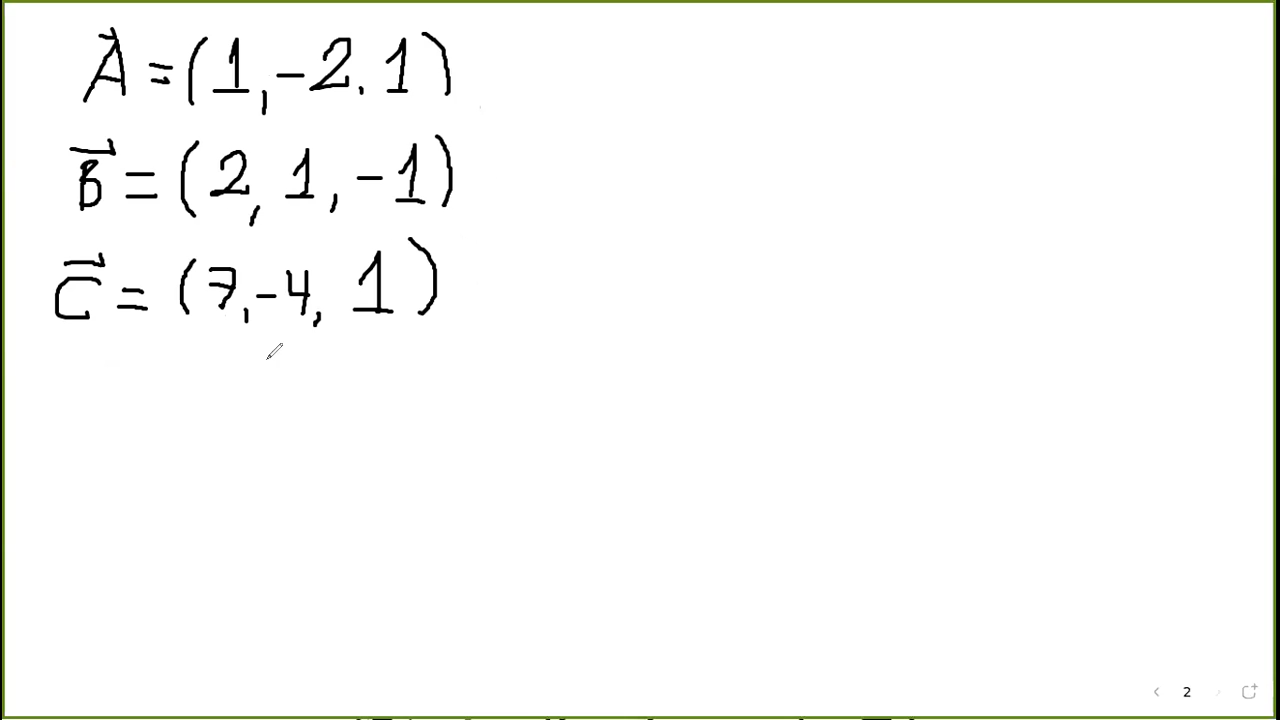 A⃗ = (1, -2. 1)
B⃗ = (2, 1, -1)
C⃗ = (7, -4, 1)
2